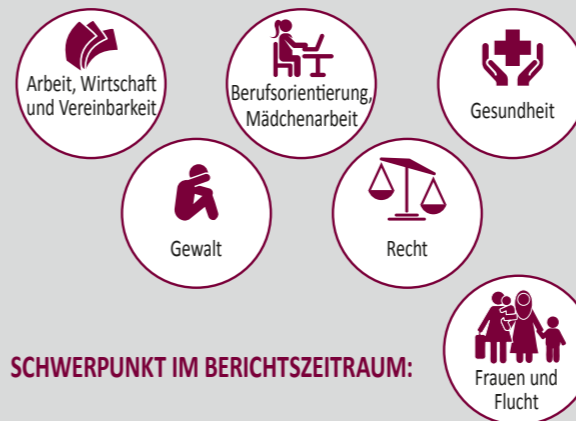 Arbeit, Wirtschaft
und Vereinbarkeit
Berufsorientierung,
Mädchenarbeit
Gesundheit
Gewalt
Recht
SCHWERPUNKT IM BERICHTSZEITRAUM:
Frauen und
Flucht